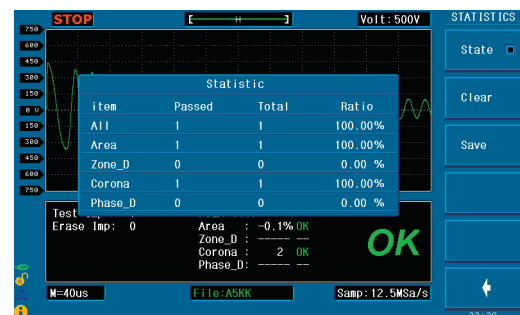 STOP H Volt:500V STATISTICS
750
600
450
300
150
0 U
150
300
450
600
750
State
Clear
Save
Statistic
item Passed Total Ratio
All 1 1 100.00%
Area 1 1 100.00%
Zone_D 0 0 0.00 %
Corona 1 1 100.00%
Phase_D 0 0 0.00 %
Test
Erase Imp: 0
Area : -0.1% OK
Zone_D : ----- --
Corona : 2 OK
Phase_D: ----- --
OK
M=40us File:A5KK Samp:12.5MSa/s